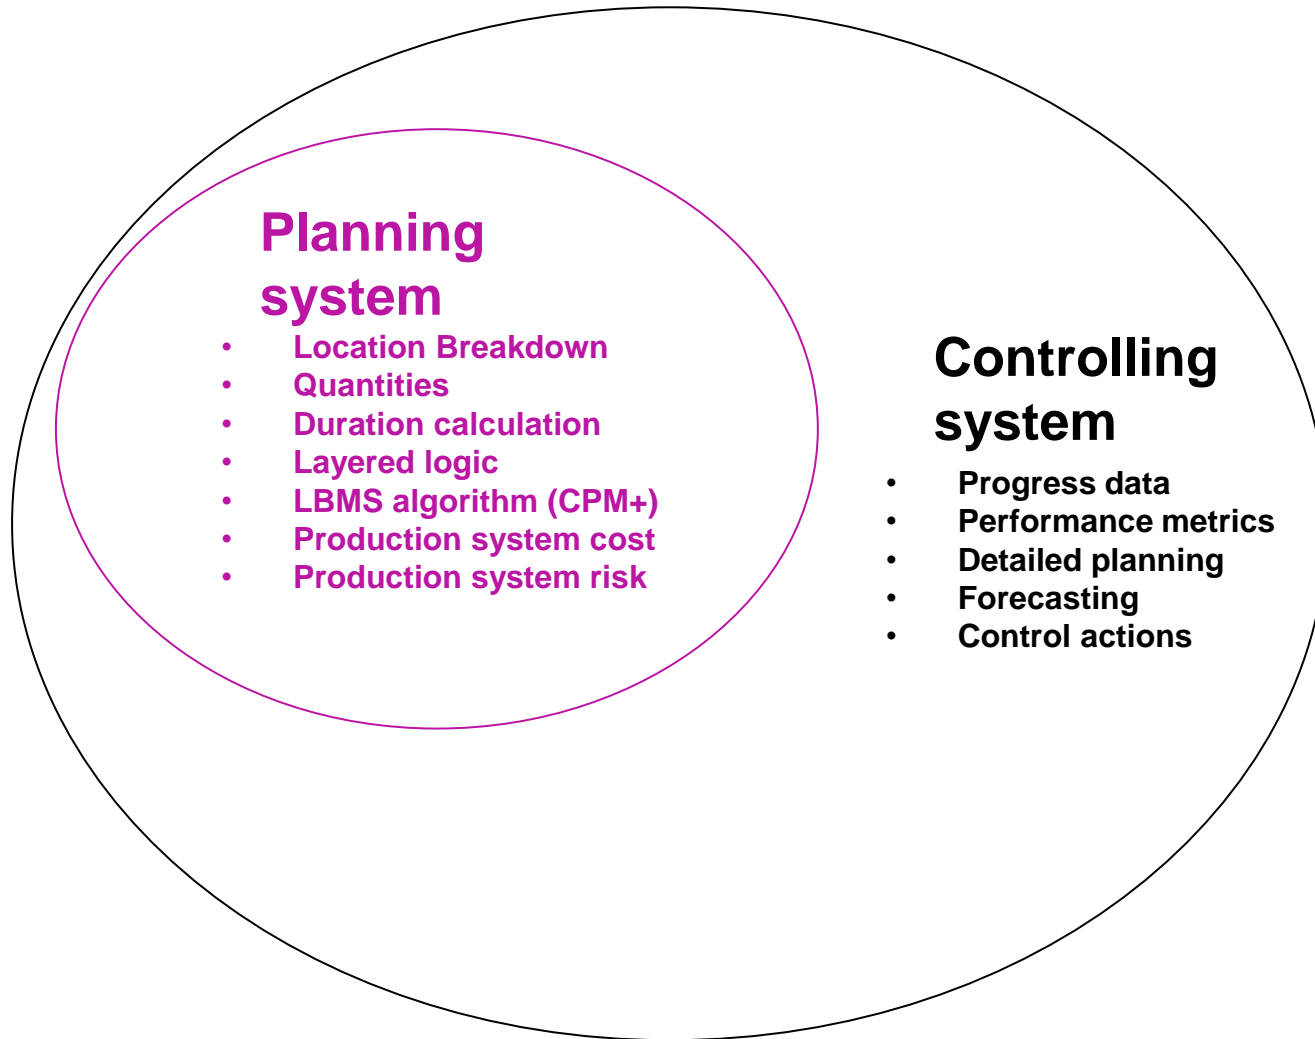 Planning
system
• Location Breakdown
• Quantities
• Duration calculation
• Layered logic
• LBMS algorithm (CPM+)
• Production system cost
• Production system risk
Controlling
system
• Progress data
• Performance metrics
• Detailed planning
• Forecasting
• Control actions